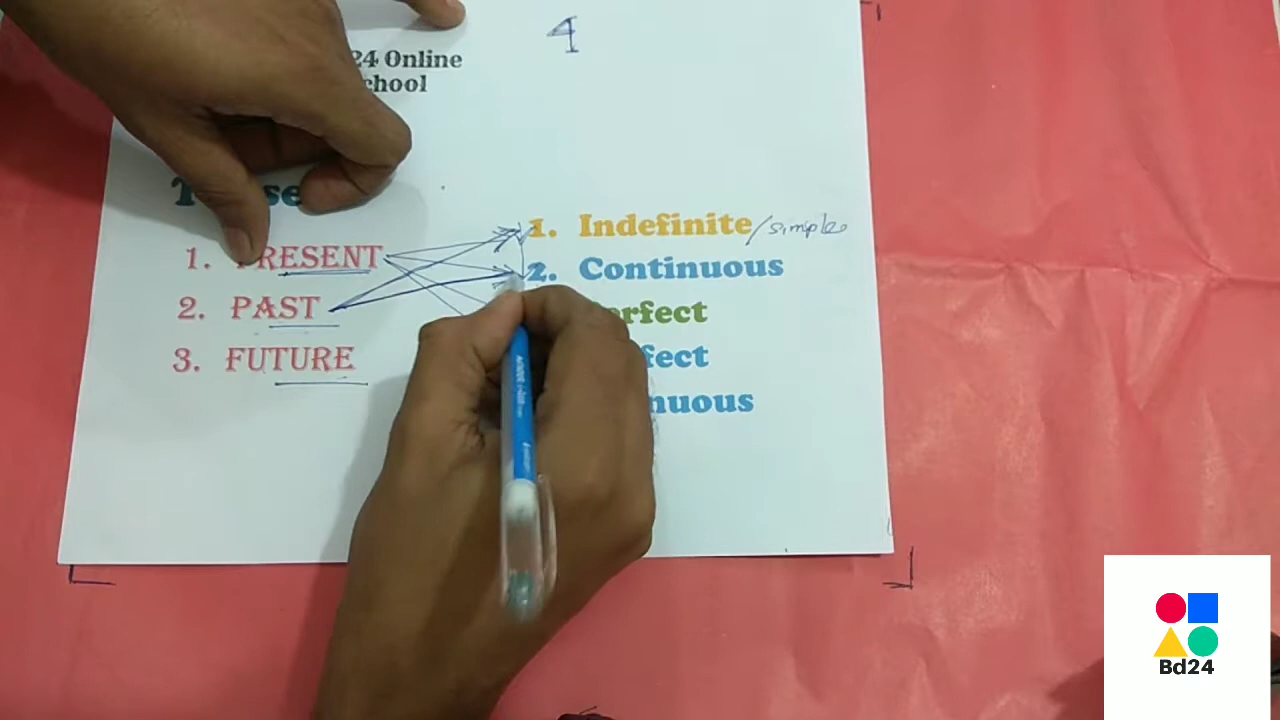 4
24 Online
chool
1. PRESENT
2. PAST
3. FUTURE
1. Indefinite/simple
2. Continuous
erfect
fect
nuous
Bd24